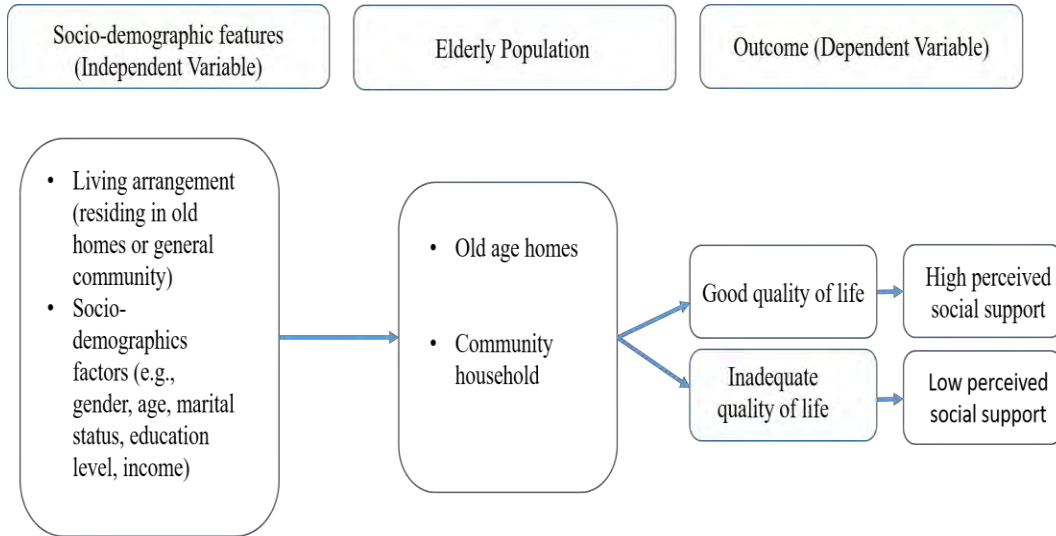 Socio-demographic features
(Independent Variable)
Elderly Population
Outcome (Dependent Variable)
• Living arrangement
(residing in old
homes or general
community)
• Socio-
demographics
factors (e.g.,
gender, age, marital
status, education
level, income)
• Old age homes
• Community
household
Good quality of life
High perceived
social support
Inadequate
quality of life
Low perceived
social support